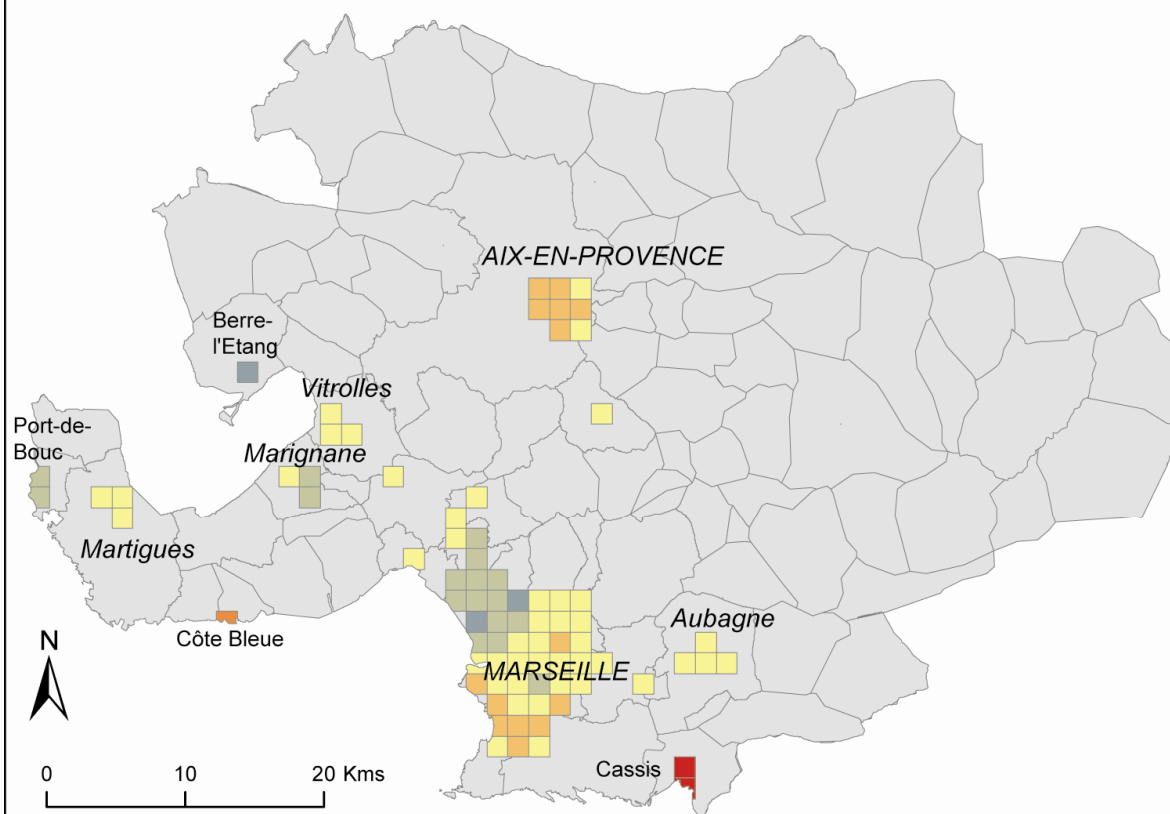 AIX-EN-PROVENCE
Berre-
l'Etang
Vitrolles
Port-de-
Bouc
Marignane
Martigues
Aubagne
Côte Bleue
N
MARSEILLE
Cassis
0 10 20 Kms